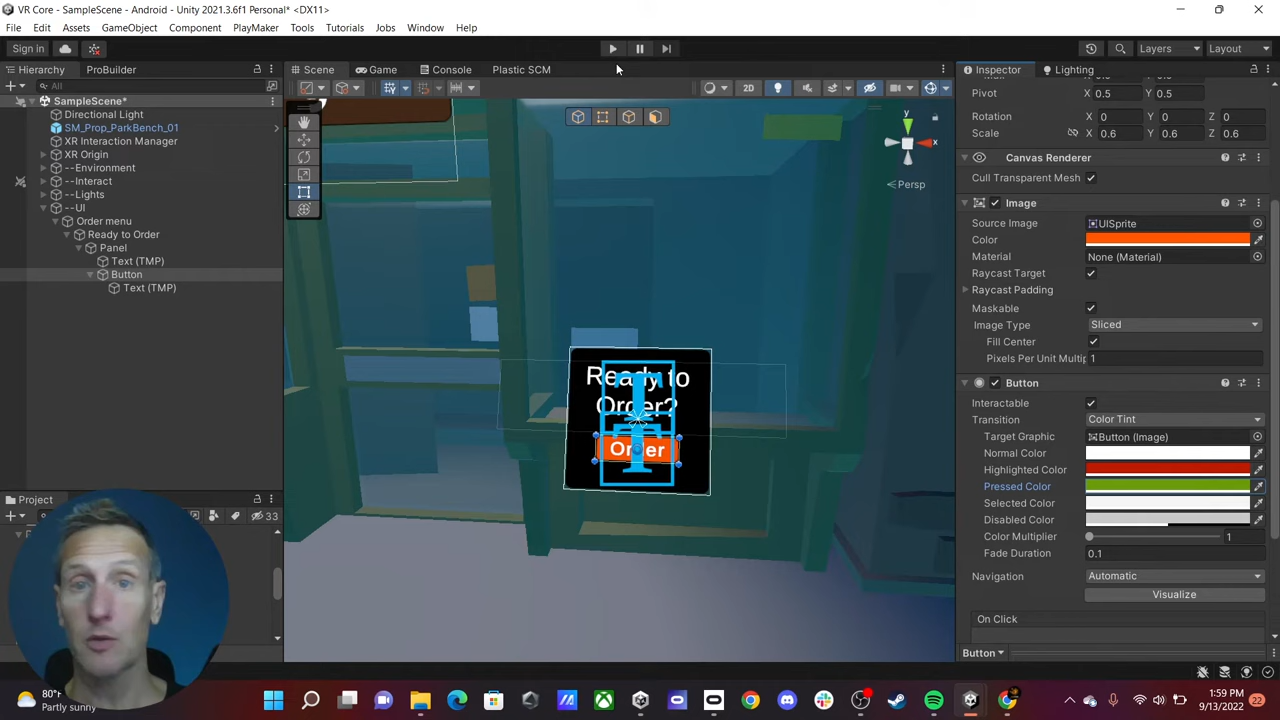 VR Core - SampleScene - Android - Unity 2021.3.6f1 Personal* <DX11>
File Edit Assets GameObject Component PlayMaker Tools Tutorials Jobs Window Help
Sign in Layers Layout
Hierarchy ProBuilder
All
Scene Game Console Plastic SCM
Inspector Lighting
SampleScene*
Directional Light
SM_Prop_ParkBench_01
XR Interaction Manager
XR Origin
--Environment
--Interact
--Lights
--UI
Order menu
Ready to Order
Panel
Text (TMP)
Button
Text (TMP)
2D
y
x
Persp
Ready to
Order?
Order
Pivot X 0.5 Y 0.5
Rotation X 0 Y 0 Z 0
Scale X 0.6 Y 0.6 Z 0.6
Canvas Renderer
Cull Transparent Mesh
Image
Source Image UISprite
Color
Material None (Material)
Raycast Target
Raycast Padding
Maskable
Image Type Sliced
Fill Center
Pixels Per Unit Multip 1
Button
Interactable
Transition Color Tint
Target Graphic Button (Image)
Normal Color
Highlighted Color
Pressed Color
Selected Color
Disabled Color
Color Multiplier 1
Fade Duration 0.1
Navigation Automatic
Visualize
On Click
Button
Project
33
80°F
Partly sunny
1:59 PM
9/13/2022
22